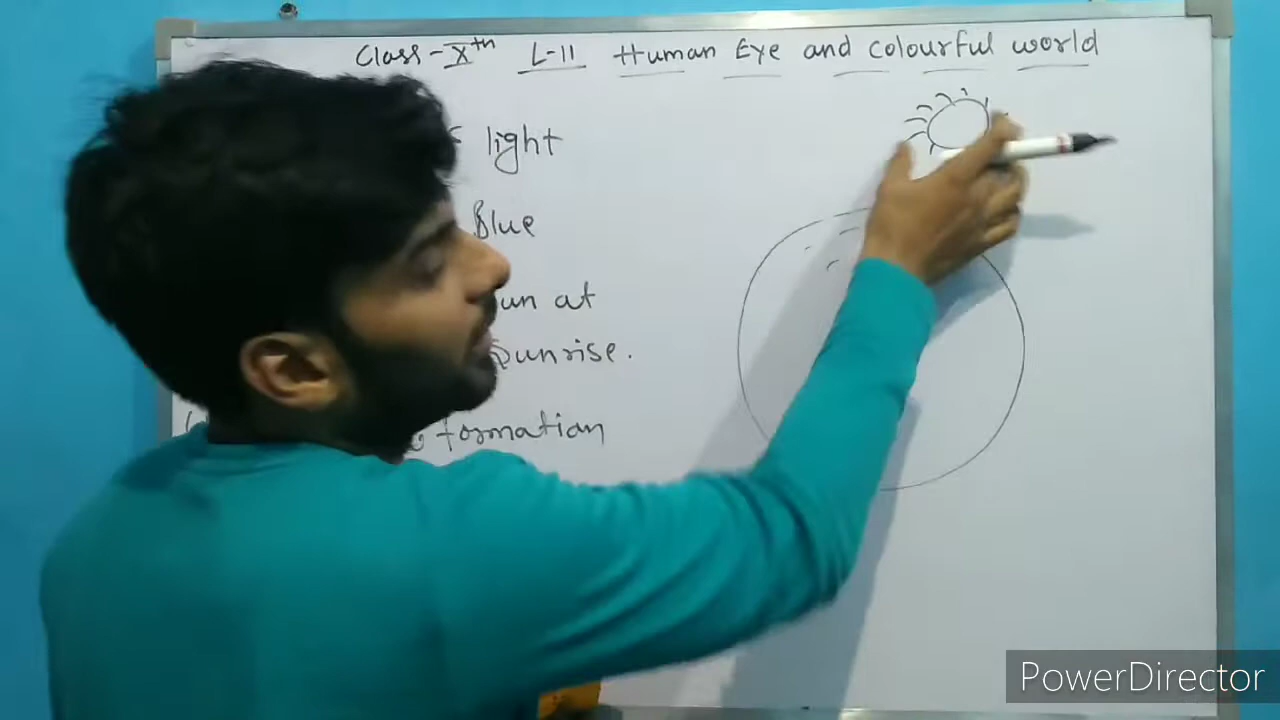 Class - Xth L-11 Human Eye and colourful world
light
Blue
un at
Sunrise.
formation
PowerDirector